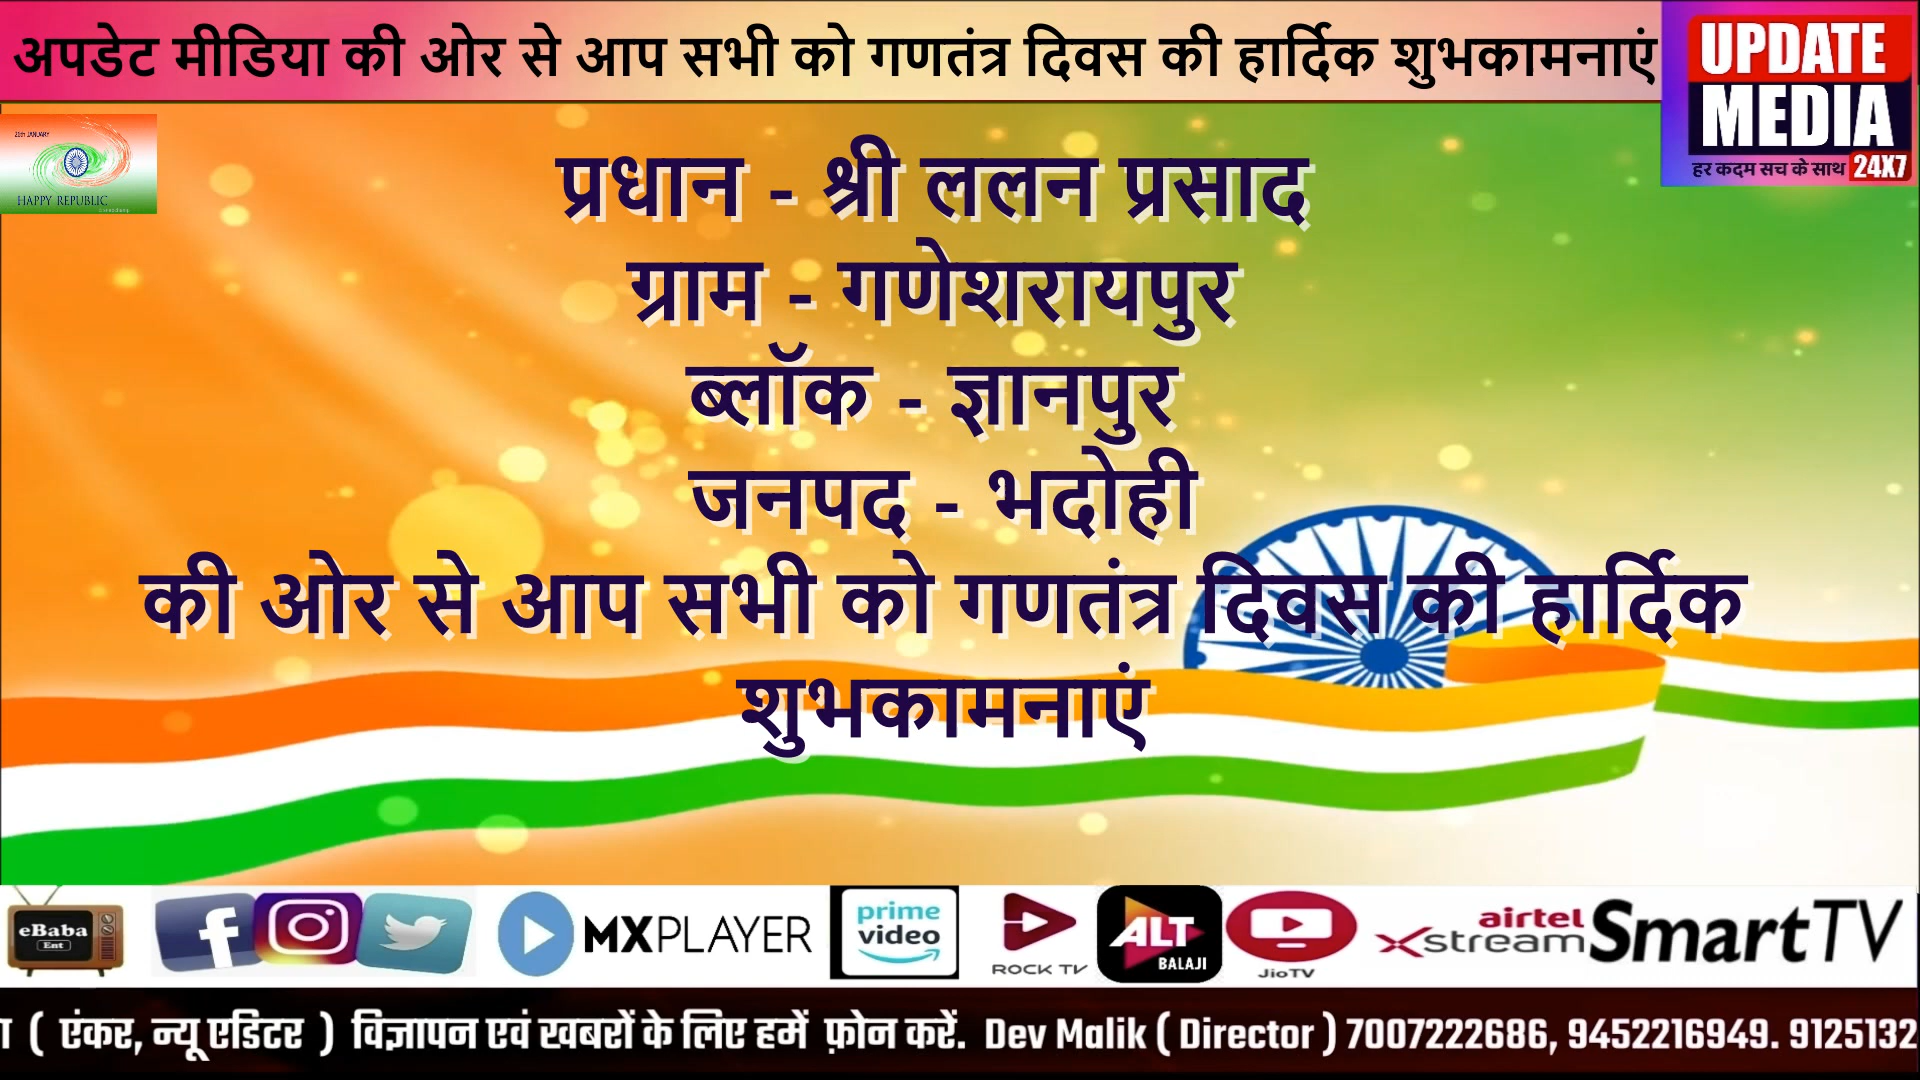 अपडेट मीडिया की ओर से आप सभी को गणतंत्र दिवस की हार्दिक शुभकामनाएं
UPDATE
MEDIA
हर कदम सच के साथ 24X7
26th JANUARY
HAPPY REPUBLIC
प्रधान - श्री ललन प्रसाद
ग्राम - गणेशरायपुर
ब्लॉक - ज्ञानपुर
जनपद - भदोही
की ओर से आप सभी को गणतंत्र दिवस की हार्दिक
शुभकामनाएं
eBaba
Ent
MXPLAYER
prime
video
ROCK TV
ALT
BALAJI
JioTV
airtel
Xstream
SmartTV
( एंकर, न्यू एडिटर ) विज्ञापन एवं खबरों के लिए हमें फ़ोन करें. Dev Malik ( Director ) 7007222686, 9452216949. 9125132